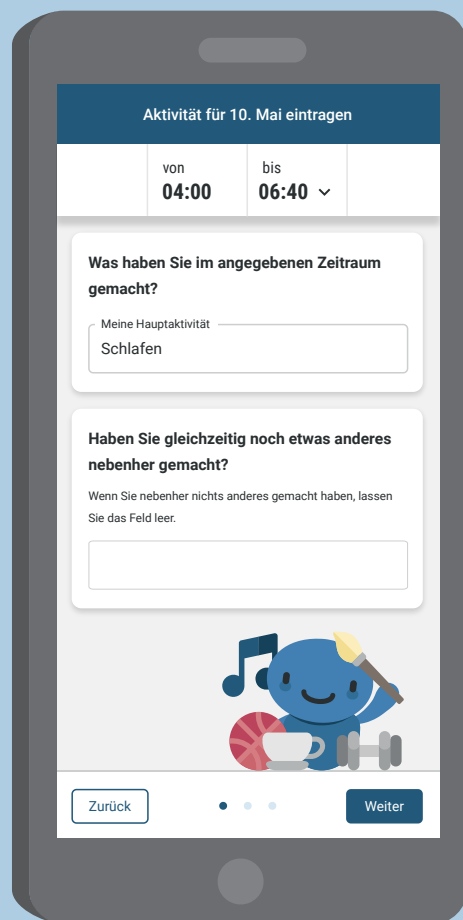 Aktivität für 10. Mai eintragen
von bis
04:00 06:40
Was haben Sie im angegebenen Zeitraum
gemacht?
Meine Hauptaktivität
Schlafen
Haben Sie gleichzeitig noch etwas anderes
nebenher gemacht?
Wenn Sie nebenher nichts anderes gemacht haben, lassen
Sie das Feld leer.
Zurück Weiter